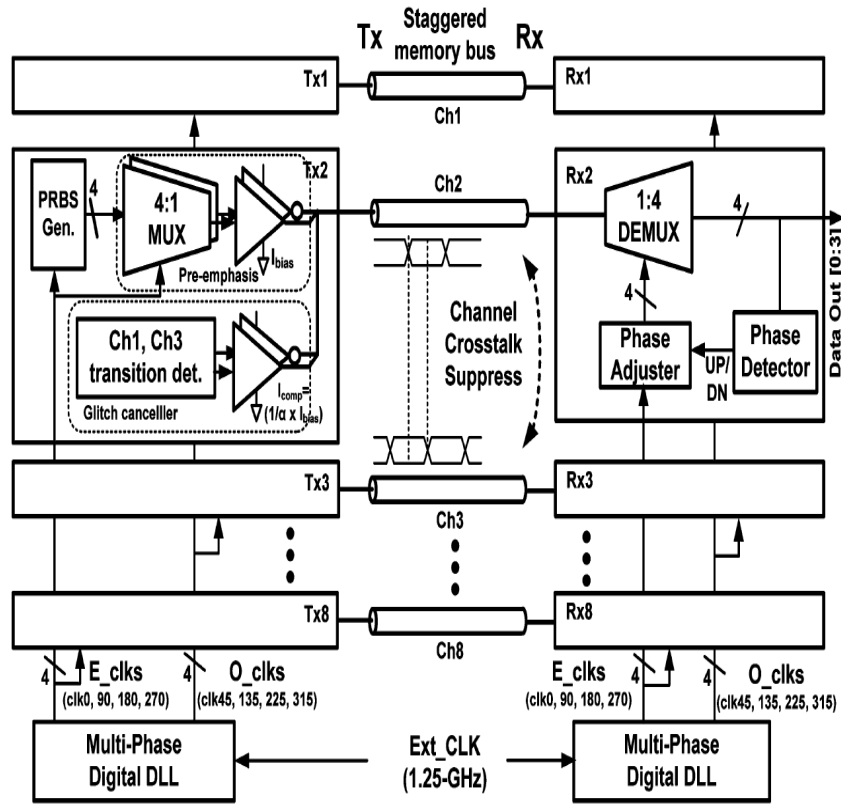 Staggered
memory bus
Tx
Rx
Tx1
Ch1
Rx1
Tx2
PRBS
Gen.
4
4:1
MUX
Ibias
Pre-emphasis
Ch1, Ch3
transition det.
Glitch cancelller
Icomp=
(1/α x Ibias)
Ch2
Channel
Crosstalk
Suppress
Rx2
1:4
DEMUX
4
4
Phase
Adjuster
UP/
DN
Phase
Detector
Data Out [0:3]
Tx3
Ch3
Rx3
Tx8
Ch8
Rx8
4
E_clks
(clk0, 90, 180, 270)
4
O_clks
(clk45, 135, 225, 315)
4
E_clks
(clk0, 90, 180, 270)
4
O_clks
(clk45, 135, 225, 315)
Multi-Phase
Digital DLL
Ext_CLK
(1.25-GHz)
Multi-Phase
Digital DLL